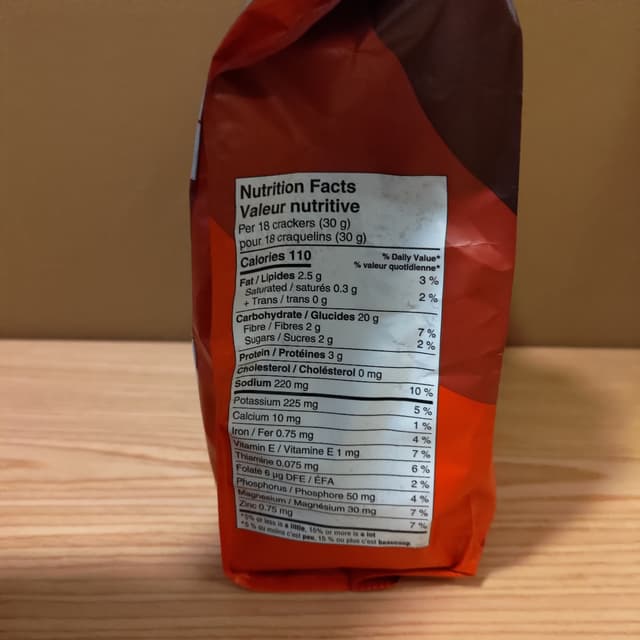 Nutrition Facts
Valeur nutritive
Per 18 crackers (30 g)
pour 18 craquelins (30 g)
Calories 110
% Daily Value*
% valeur quotidienne*
Fat / Lipides 2.5 g 3 %
Saturated / saturés 0.3 g
+ Trans / trans 0 g 2 %
Carbohydrate / Glucides 20 g
Fibre / Fibres 2 g 7 %
Sugars / Sucres 2 g 2 %
Protein / Protéines 3 g
Cholesterol / Cholestérol 0 mg
Sodium 220 mg 10 %
Potassium 225 mg 5 %
Calcium 10 mg 1 %
Iron / Fer 0.75 mg 4 %
Vitamin E / Vitamine E 1 mg 7 %
Thiamine 0.075 mg 6 %
Folate 6 µg DFE / ÉFA 2 %
Phosphorus / Phosphore 50 mg 4 %
Magnesium / Magnésium 30 mg 7 %
Zinc 0.75 mg 7 %
*5% or less is a little, 15% or more is a lot
*5 % ou moins c'est peu, 15 % ou plus c'est beaucoup